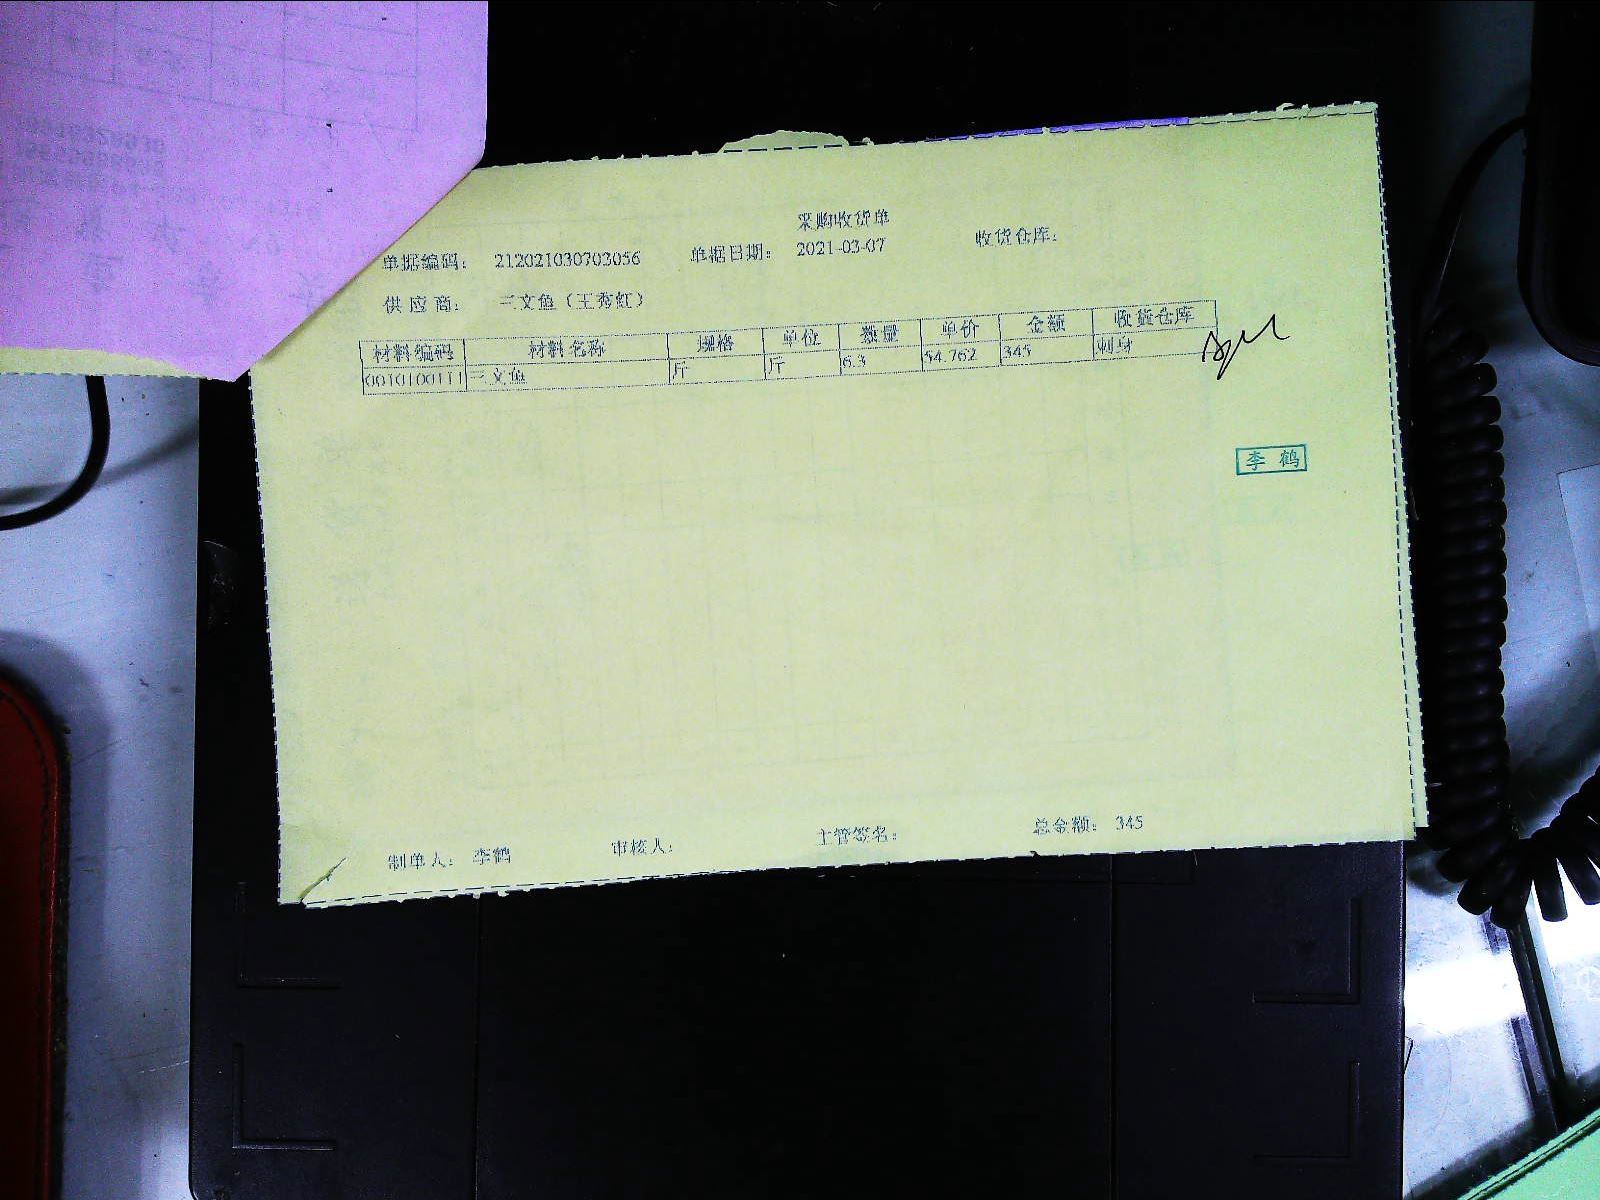 采购收货单
单据编码： 212021030703056 单据日期： 2021-03-07 收货仓库：
供应商： 三文鱼（王秀虹）
材料编码 材料名称 规格 单位 数量 单价 金额 收货仓库
0010100111 三文鱼 斤 斤 6.3 54.762 345 刺身
李鹤
制单人： 李鹤 审核人： 主管签名： 总金额： 345